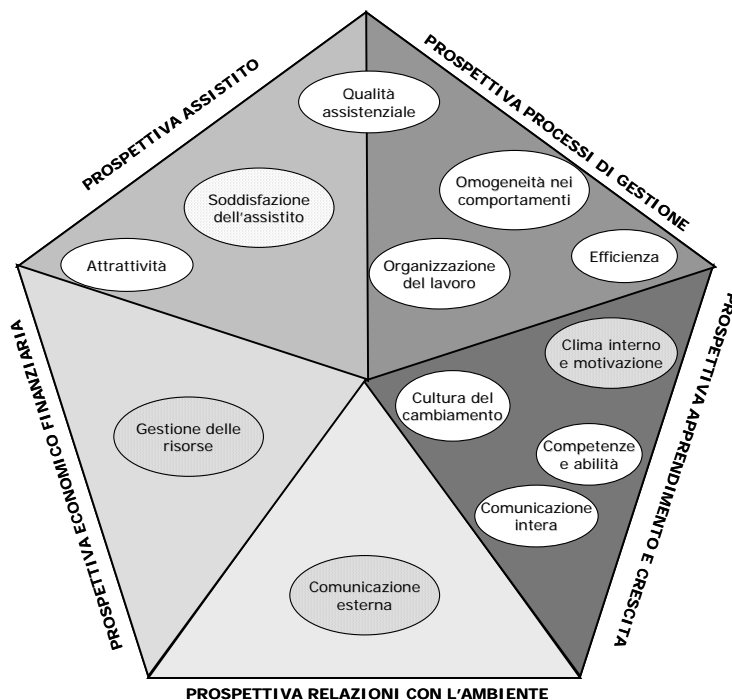 PROSPETTIVA ASSISTITO
PROSPETTIVA PROCESSI DI GESTIONE
Qualità
assistenziale
Omogeneità nei
comportamenti
Soddisfazione
dell'assistito
Attrattività
Organizzazione
del lavoro
Efficienza
PROSPETTIVA ECONOMICO FINANZIARIA
PROSPETTIVA APPRENDIMENTO E CRESCITA
Clima interno
e motivazione
Cultura del
cambiamento
Gestione delle
risorse
Competenze
e abilità
Comunicazione
intera
Comunicazione
esterna
PROSPETTIVA RELAZIONI CON L'AMBIENTE